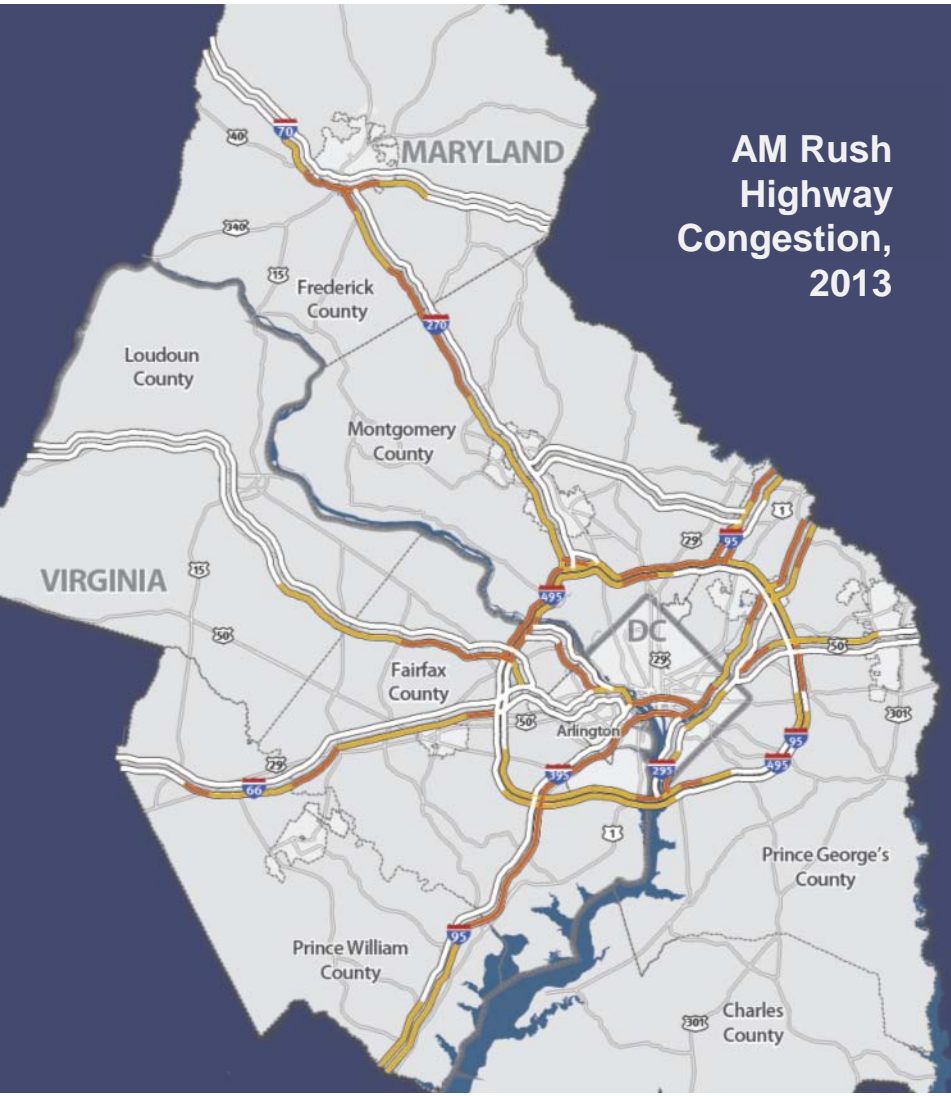 AM Rush
Highway
Congestion,
2013
70
40
MARYLAND
340
15
Frederick
County
270
Loudoun
County
Montgomery
County
1
29
95
VIRGINIA
15
495
50
DC
29
50
Fairfax
County
301
50
Arlington
95
29
66
395
295
495
1
Prince George's
County
95
Prince William
County
301
Charles
County